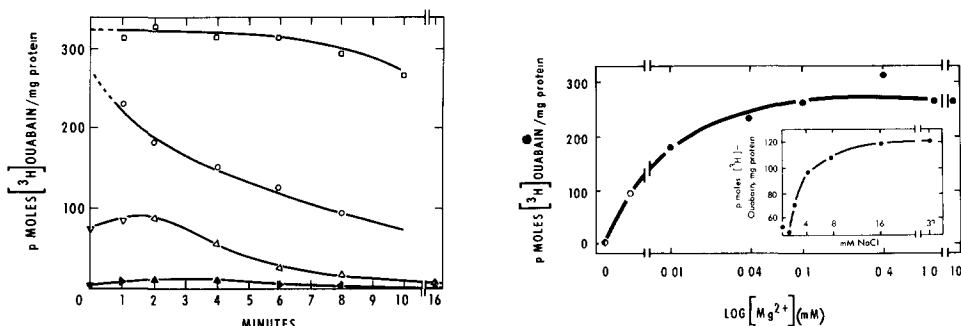 p MOLES [³H] OUABAIN / mg protein
300
200
100
0 1 2 3 4 5 6 7 8 9 10 16
MINUTES
p MOLES [³H] OUABAIN / mg protein
300
200
100
0
p moles [³H]–
Ouabain, mg protein
120
100
80
60
4 8 16 32
mM NaCl
0 01 04 0 1 0 4 1 0 10
LOG [Mg²⁺] (mM)